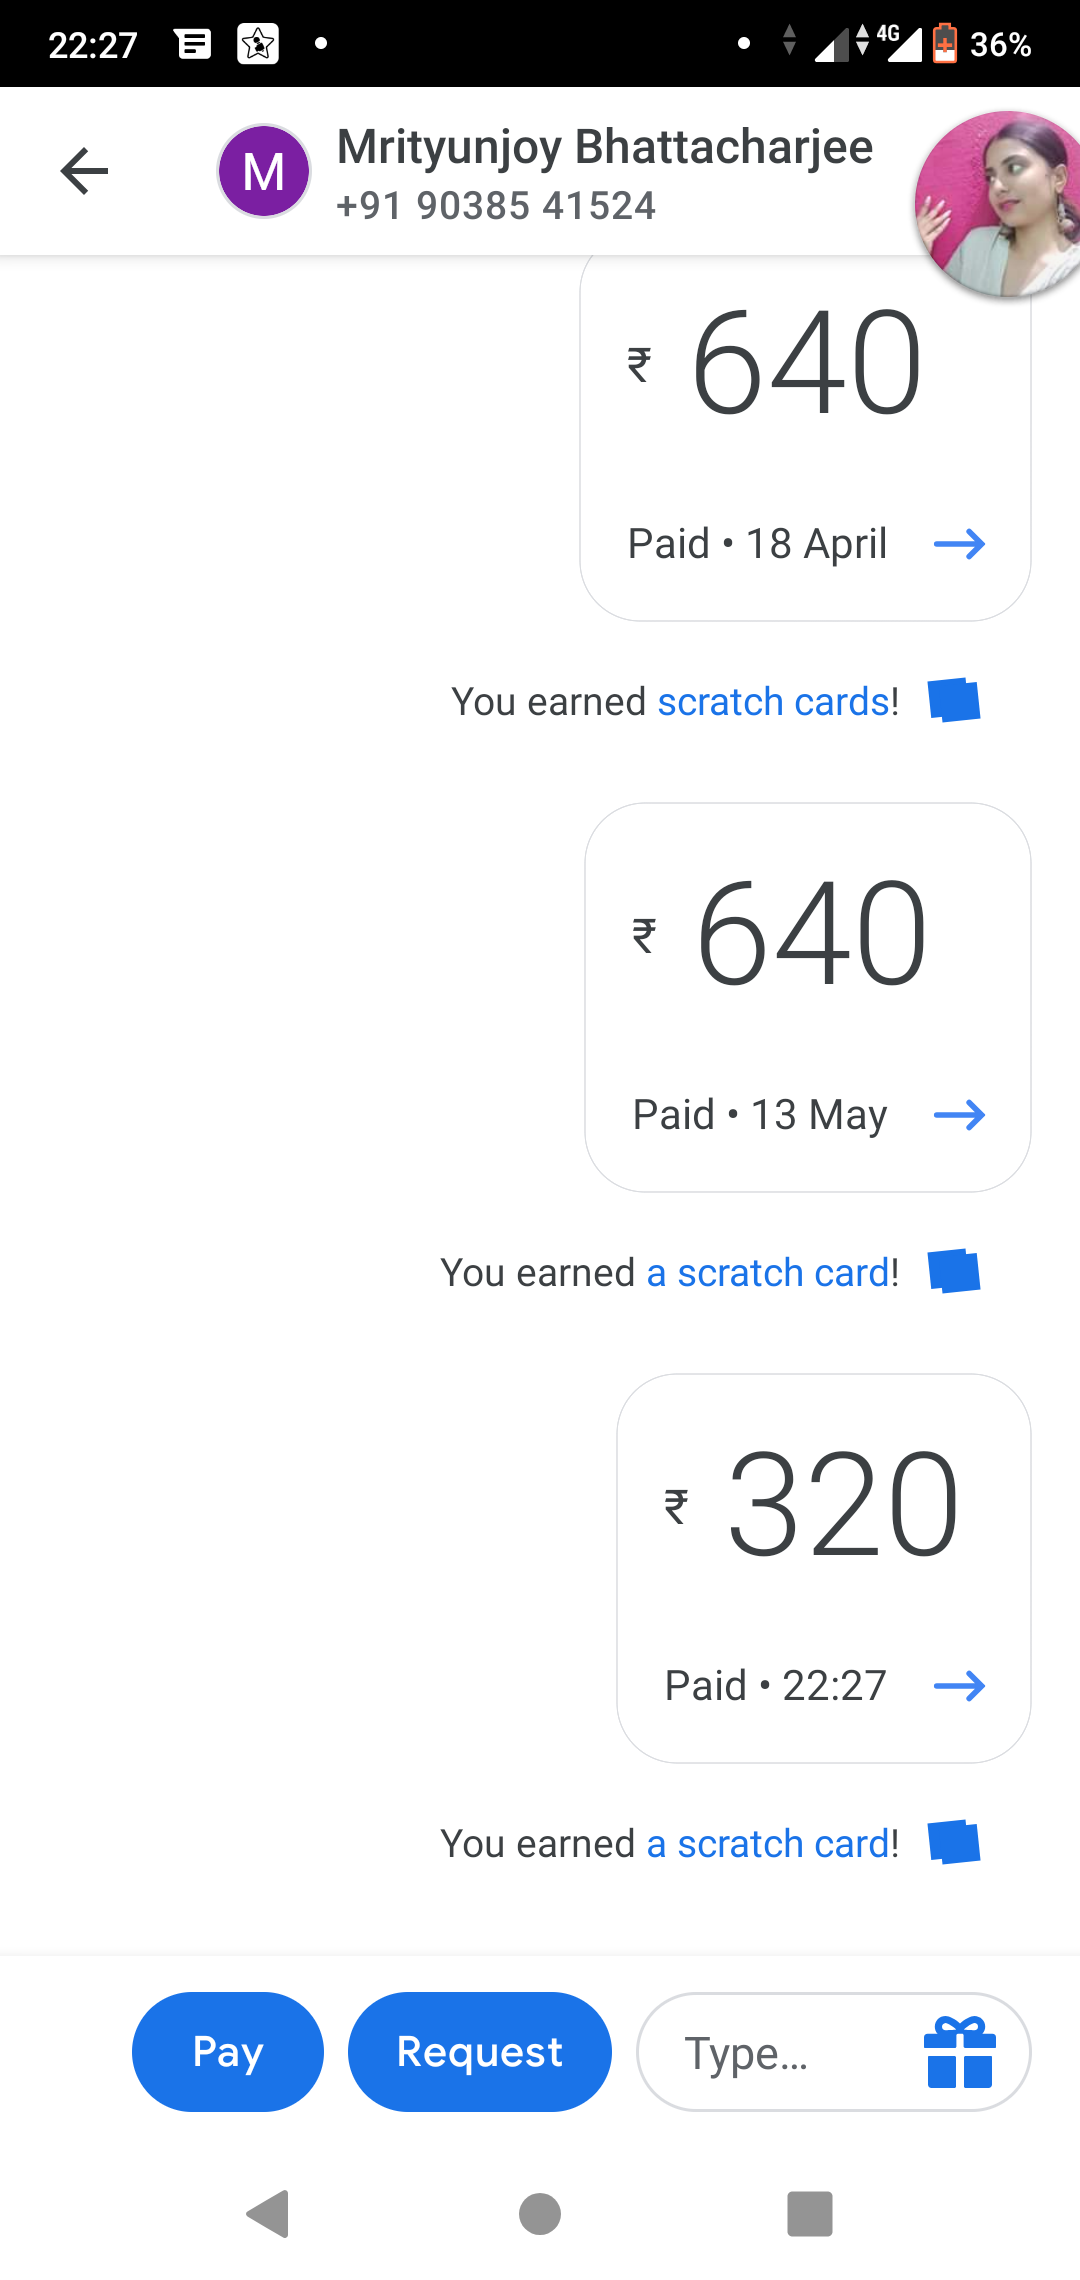 22:27
4G
36%
Mrityunjoy Bhattacharjee
M
+91 90385 41524
₹ 640
Paid • 18 April
You earned scratch cards!
₹ 640
Paid • 13 May
You earned a scratch card!
₹ 320
Paid • 22:27
You earned a scratch card!
Pay
Request
Type...